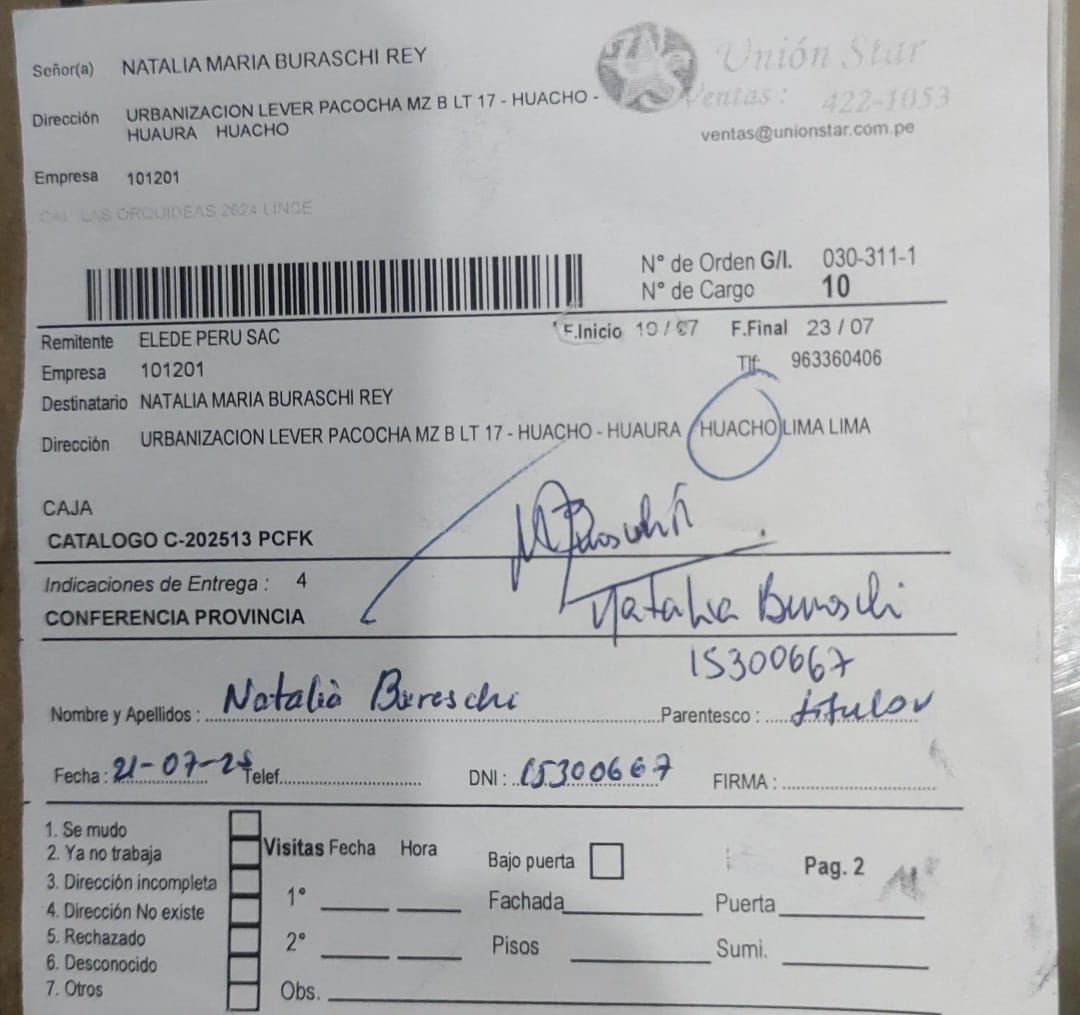 Señor(a) NATALIA MARIA BURASCHI REY
Unión Star
Dirección URBANIZACION LEVER PACOCHA MZ B LT 17 - HUACHO -
HUAURA HUACHO
Ventas: 422-1053
ventas@unionstar.com.pe
Empresa 101201
CAL LAS ORQUIDEAS 2624 LINCE
N° de Orden G/I. 030-311-1
N° de Cargo 10
Remitente ELEDE PERU SAC
F.Inicio 10 / 07 F.Final 23 / 07
Empresa 101201
Tlf: 963360406
Destinatario NATALIA MARIA BURASCHI REY
Dirección URBANIZACION LEVER PACOCHA MZ B LT 17 - HUACHO - HUAURA HUACHO LIMA LIMA
CAJA
CATALOGO C-202513 PCFK
Indicaciones de Entrega : 4
CONFERENCIA PROVINCIA
Natalia Buraschi
15300667
Nombre y Apellidos : Natalia Bureschi Parentesco : titular
Fecha : 21-07-25 Telef. DNI : 15300667 FIRMA :
1. Se mudo
2. Ya no trabaja
3. Dirección incompleta
4. Dirección No existe
5. Rechazado
6. Desconocido
7. Otros
Visitas Fecha Hora
1°
2°
Obs.
Bajo puerta
Pag. 2
Fachada Puerta
Pisos Sumi.